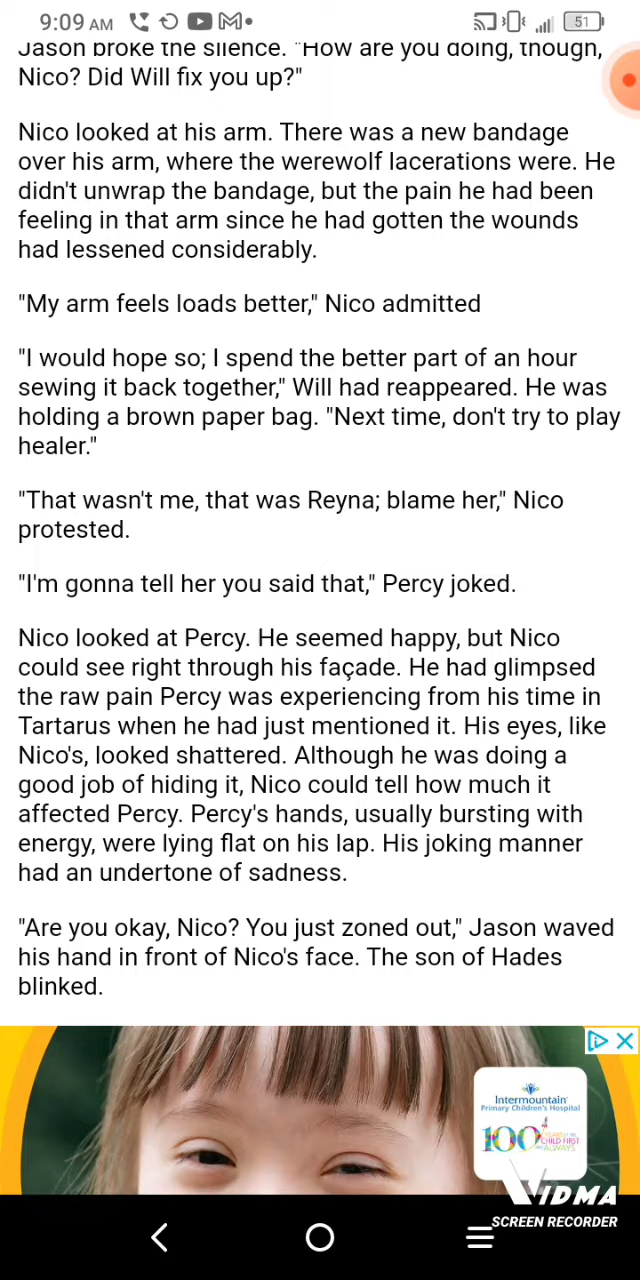 9:09 AM
51
Jason broke the silence. "How are you doing, though,
Nico? Did Will fix you up?"
Nico looked at his arm. There was a new bandage
over his arm, where the werewolf lacerations were. He
didn't unwrap the bandage, but the pain he had been
feeling in that arm since he had gotten the wounds
had lessened considerably.
"My arm feels loads better," Nico admitted
"I would hope so; I spend the better part of an hour
sewing it back together," Will had reappeared. He was
holding a brown paper bag. "Next time, don't try to play
healer."
"That wasn't me, that was Reyna; blame her," Nico
protested.
"I'm gonna tell her you said that," Percy joked.
Nico looked at Percy. He seemed happy, but Nico
could see right through his façade. He had glimpsed
the raw pain Percy was experiencing from his time in
Tartarus when he had just mentioned it. His eyes, like
Nico's, looked shattered. Although he was doing a
good job of hiding it, Nico could tell how much it
affected Percy. Percy's hands, usually bursting with
energy, were lying flat on his lap. His joking manner
had an undertone of sadness.
"Are you okay, Nico? You just zoned out," Jason waved
his hand in front of Nico's face. The son of Hades
blinked.
Intermountain
Primary Children's Hospital
100
CHILD FIRST
ALWAYS
VIDMA
SCREEN RECORDER